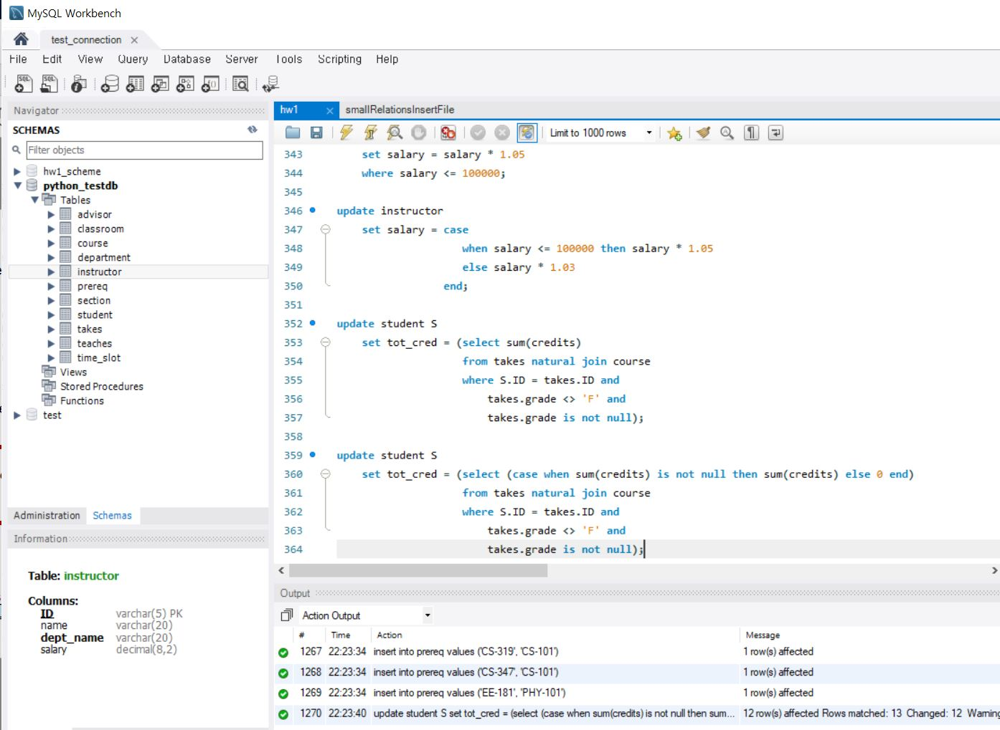 MySQL Workbench
test_connection
File Edit View Query Database Server Tools Scripting Help
Navigator
SCHEMAS
Filter objects
hw1_scheme
python_testdb
Tables
advisor
classroom
course
department
instructor
prereq
section
student
takes
teaches
time_slot
Views
Stored Procedures
Functions
test
Administration Schemas
Information
Table: instructor
Columns:
ID varchar(5) PK
name varchar(20)
dept_name varchar(20)
salary decimal(8,2)
hw1 smallRelationsInsertFile
Limit to 1000 rows
343 set salary = salary * 1.05
344 where salary <= 100000;
345
346 update instructor
347 set salary = case
348 when salary <= 100000 then salary * 1.05
349 else salary * 1.03
350 end;
351
352 update student S
353 set tot_cred = (select sum(credits)
354 from takes natural join course
355 where S.ID = takes.ID and
356 takes.grade <> 'F' and
357 takes.grade is not null);
358
359 update student S
360 set tot_cred = (select (case when sum(credits) is not null then sum(credits) else 0 end)
361 from takes natural join course
362 where S.ID = takes.ID and
363 takes.grade <> 'F' and
364 takes.grade is not null);
Output
Action Output
# Time Action Message
1267 22:23:34 insert into prereq values ('CS-319', 'CS-101') 1 row(s) affected
1268 22:23:34 insert into prereq values ('CS-347', 'CS-101') 1 row(s) affected
1269 22:23:34 insert into prereq values ('EE-181', 'PHY-101') 1 row(s) affected
1270 22:23:40 update student S set tot_cred = (select (case when sum(credits) is not null then sum... 12 row(s) affected Rows matched: 13 Changed: 12 Warning